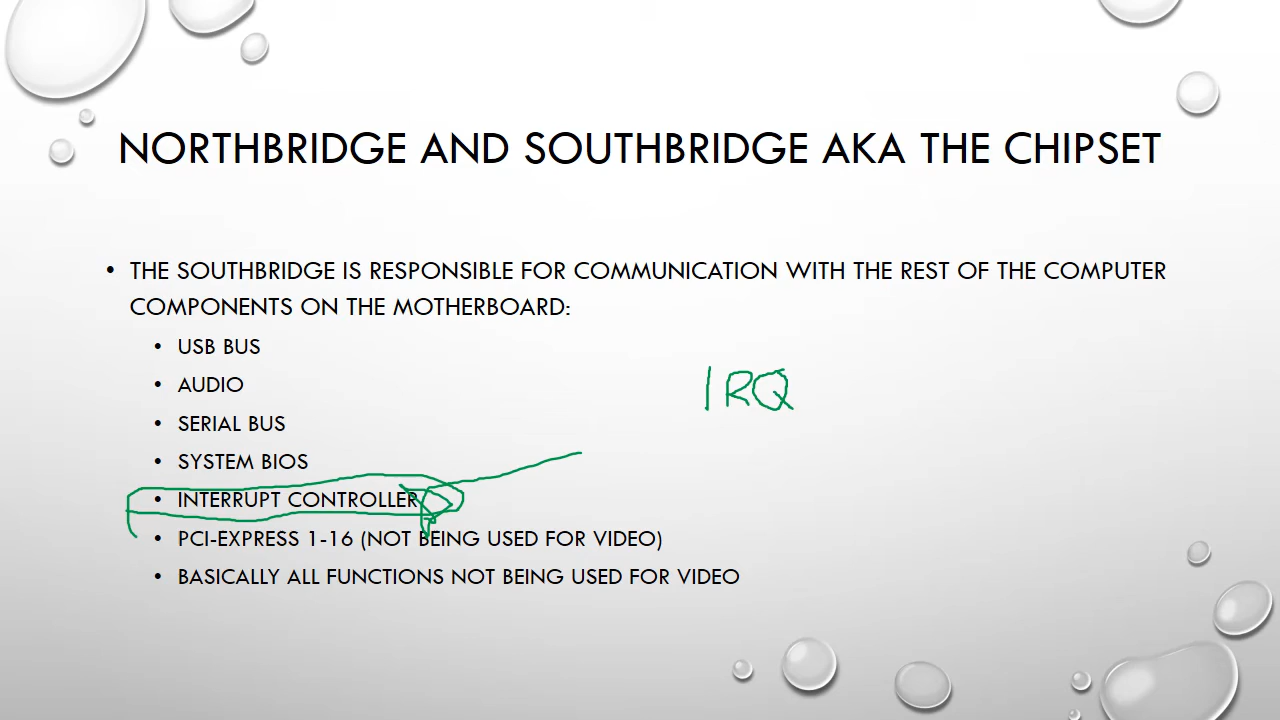 NORTHBRIDGE AND SOUTHBRIDGE AKA THE CHIPSET
• THE SOUTHBRIDGE IS RESPONSIBLE FOR COMMUNICATION WITH THE REST OF THE COMPUTER
COMPONENTS ON THE MOTHERBOARD:
• USB BUS
• AUDIO
IRQ
• SERIAL BUS
• SYSTEM BIOS
• INTERRUPT CONTROLLER
• PCI-EXPRESS 1-16 (NOT BEING USED FOR VIDEO)
• BASICALLY ALL FUNCTIONS NOT BEING USED FOR VIDEO